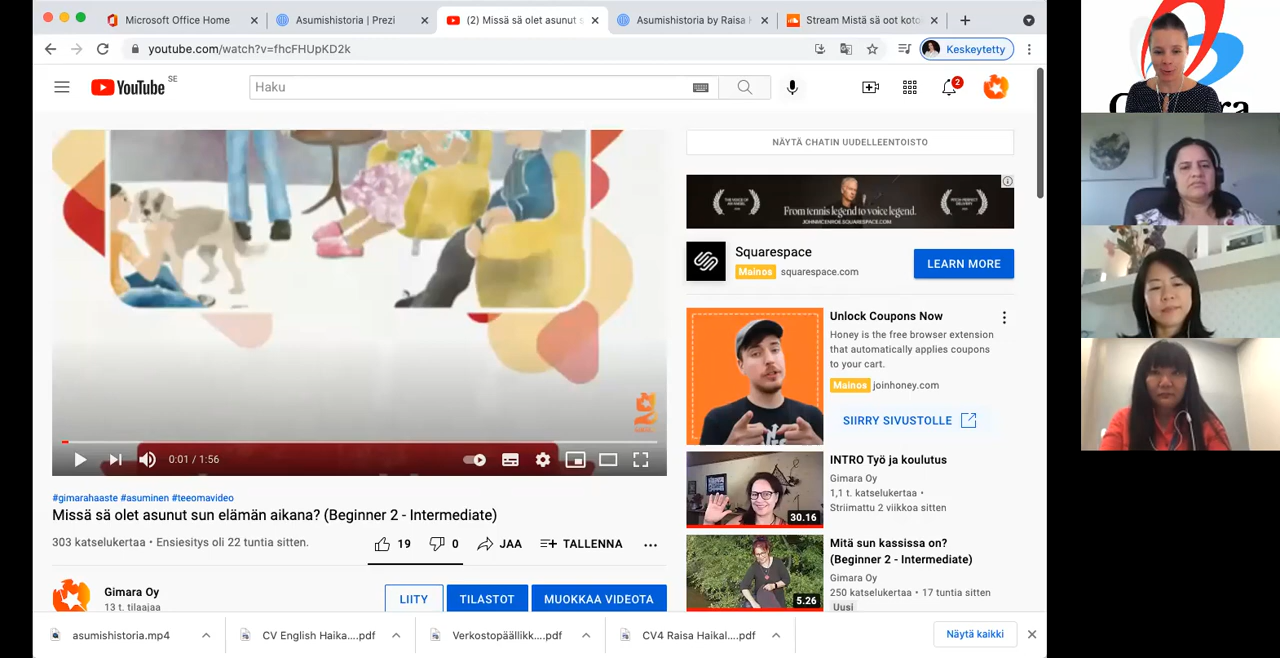 Microsoft Office Home
Asumishistoria | Prezi
(2) Missä sä olet asunut s
Asumishistoria by Raisa H
Stream Mistä sä oot koto
youtube.com/watch?v=fhcFHUpKD2k
Keskeytetty
YouTube SE
Haku
2
NÄYTÄ CHATIN UUDELLEENTOISTO
From tennis legend to voice legend.
JOHNMCENROE.SQUARESPACE.COM
Squarespace
Mainos squarespace.com
LEARN MORE
Unlock Coupons Now
Honey is the free browser extension
that automatically applies coupons
to your cart.
Mainos joinhoney.com
SIIRRY SIVUSTOLLE
0:01 / 1:56
INTRO Työ ja koulutus
Gimara Oy
1,1 t. katselukertaa •
Striimattu 2 viikkoa sitten
30.16
#gimarahaaste #asuminen #teeomavideo
Missä sä olet asunut sun elämän aikana? (Beginner 2 - Intermediate)
303 katselukertaa • Ensiesitys oli 22 tuntia sitten.
19
0
JAA
TALLENNA
Mitä sun kassissa on?
(Beginner 2 - Intermediate)
Gimara Oy
250 katselukertaa • 17 tuntia sitten
Uusi
5.26
Gimara Oy
13 t. tilaajaa
LIITY
TILASTOT
MUOKKAA VIDEOTA
asumishistoria.mp4
CV English Haika....pdf
Verkostopäällikk....pdf
CV4 Raisa Haikal....pdf
Näytä kaikki